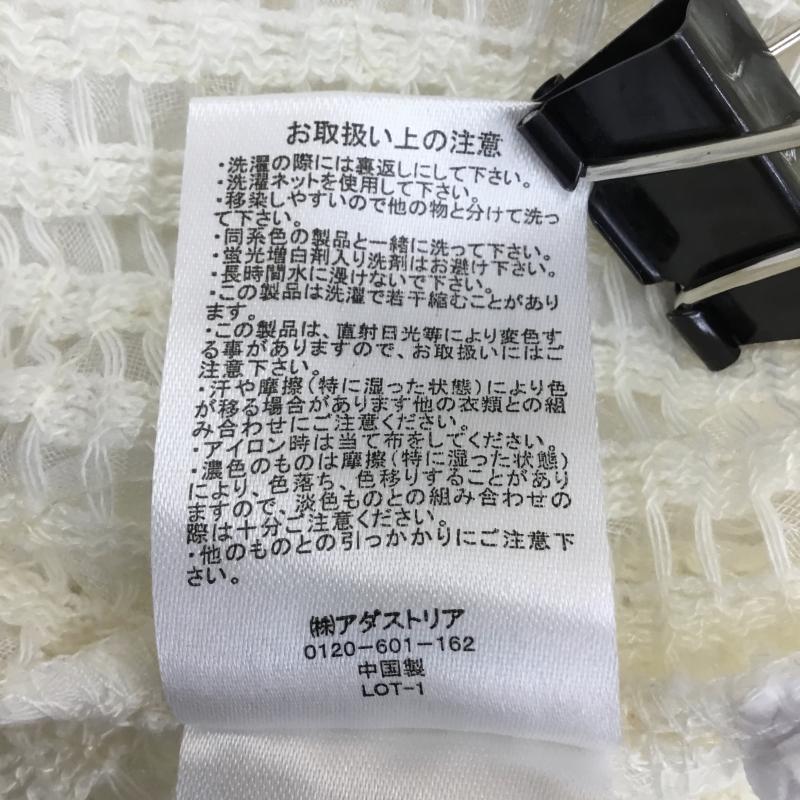 お取扱い上の注意
・洗濯の際には裏返しにして下さい。
・洗濯ネットを使用して下さい。
・移染しやすいので他の物と分けて洗っ
て下さい。
・同系色の製品と一緒に洗って下さい。
・蛍光増白剤入り洗剤はお避け下さい。
・長時間水に浸けないで下さい。
・この製品は洗濯で若干縮むことがあり
ます。
・この製品は、直射日光等により変色す
る事がありますので、お取扱いにはご
注意下さい。
・汗や摩擦(特に湿った状態)により色
が移る場合があります他の衣類との組
み合わせにご注意ください。
・アイロン時は当て布をしてください。
・濃色のものは摩擦(特に湿った状態)
により、色落ち、色移りすることがあり
ますので、淡色ものとの組み合わせの
際は十分ご注意ください。
・他のものとの引っかかりにご注意下
さい。
㈱アダストリア
0120-601-162
中国製
LOT-1